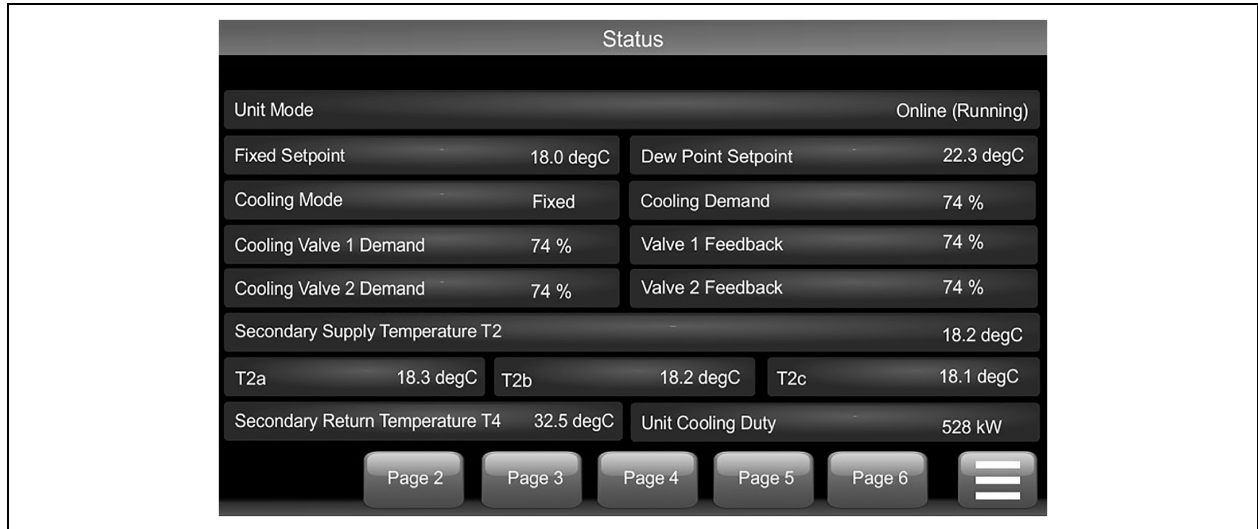 Status
Unit Mode Online (Running)
Fixed Setpoint 18.0 degC Dew Point Setpoint 22.3 degC
Cooling Mode Fixed Cooling Demand 74 %
Cooling Valve 1 Demand 74 % Valve 1 Feedback 74 %
Cooling Valve 2 Demand 74 % Valve 2 Feedback 74 %
Secondary Supply Temperature T2 18.2 degC
T2a 18.3 degC T2b 18.2 degC T2c 18.1 degC
Secondary Return Temperature T4 32.5 degC Unit Cooling Duty 528 kW
Page 2 Page 3 Page 4 Page 5 Page 6